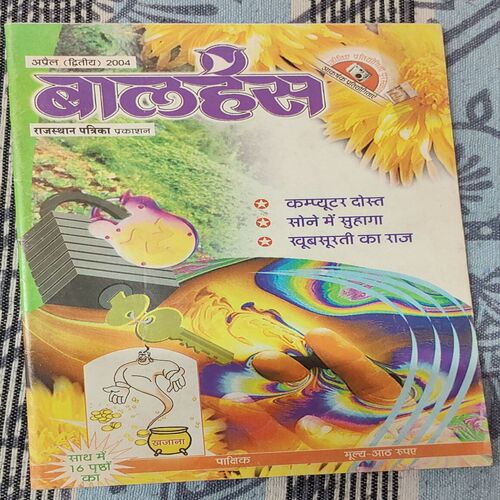 अप्रैल (द्वितीय) 2004
बालहंस
राजस्थान पत्रिका प्रकाशन
कम्प्यूटर दोस्त
सोने में सुहागा
खूबसूरती का राज
खजाना
साथ में
16 पृष्ठों
का
पाक्षिक
मूल्य-आठ रुपए